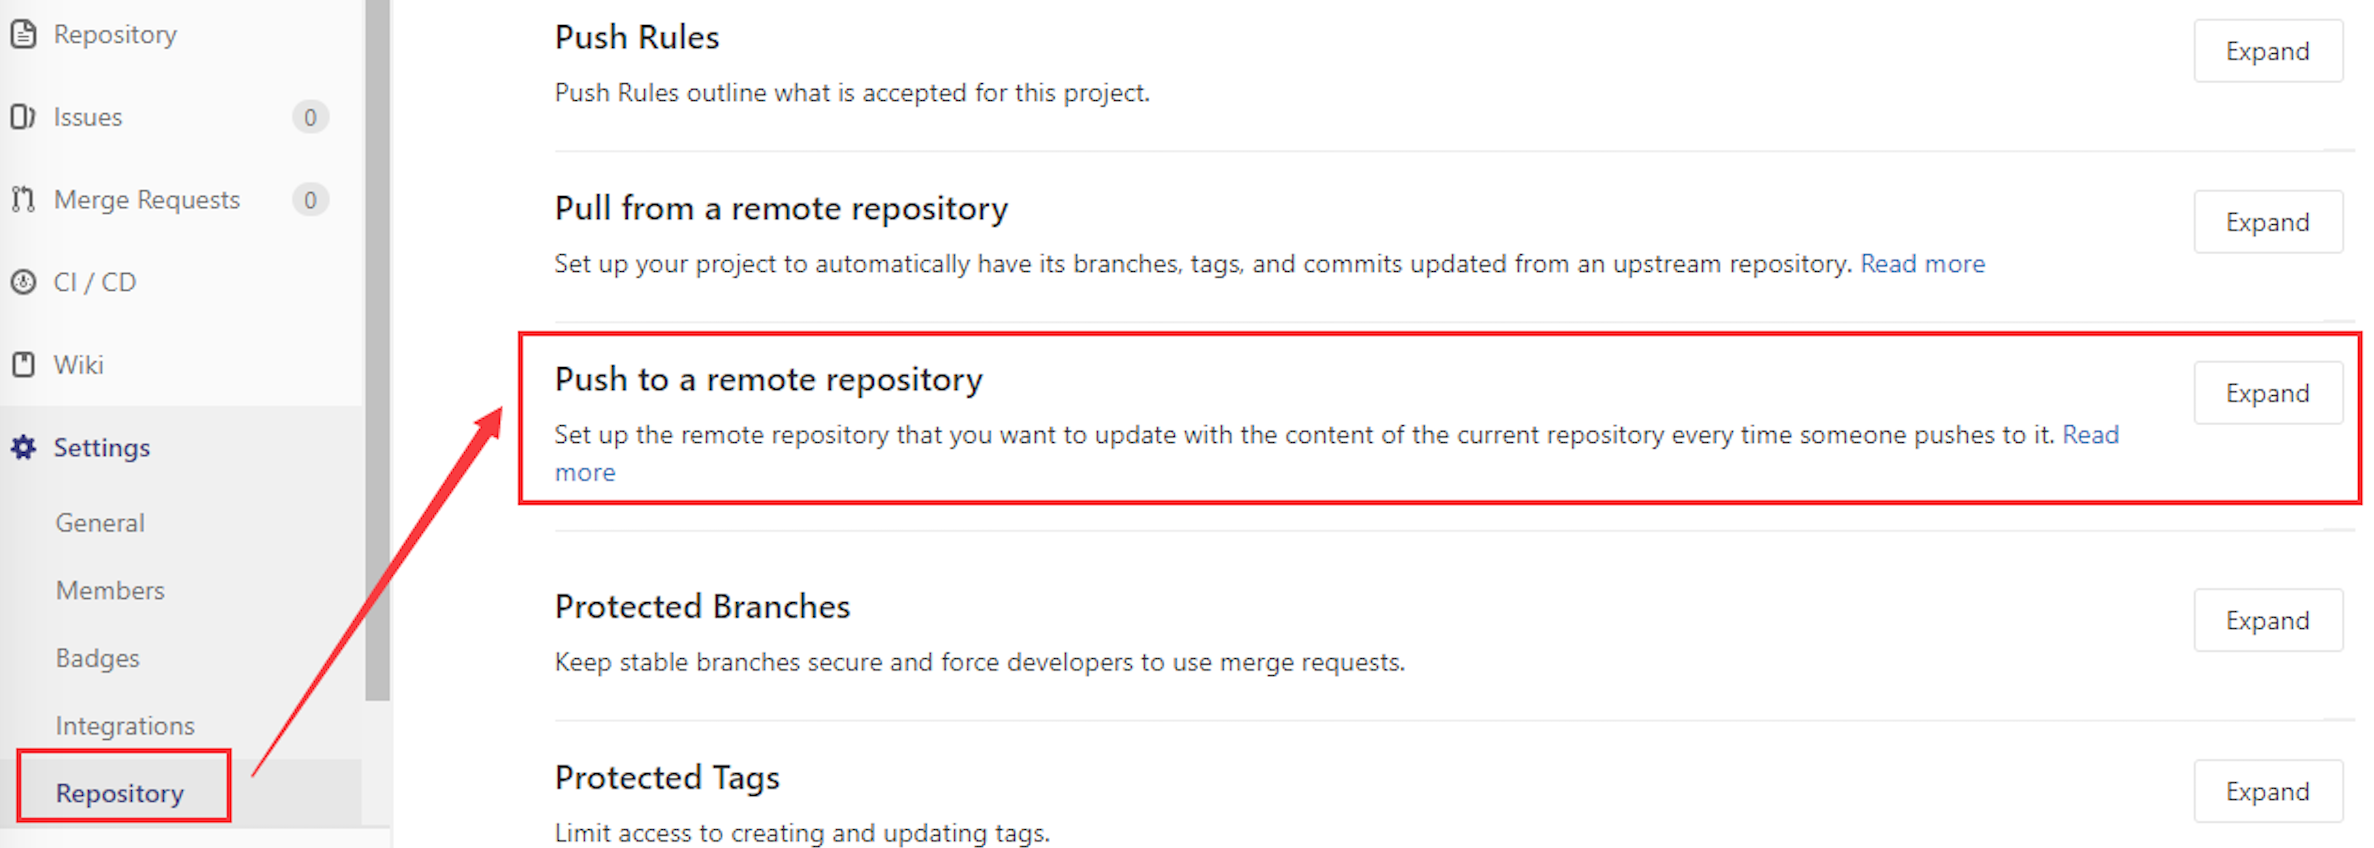 Repository
Issues 0
Merge Requests 0
CI / CD
Wiki
Settings
General
Members
Badges
Integrations
Repository
Push Rules
Expand
Push Rules outline what is accepted for this project.
Pull from a remote repository
Expand
Set up your project to automatically have its branches, tags, and commits updated from an upstream repository. Read more
Push to a remote repository
Expand
Set up the remote repository that you want to update with the content of the current repository every time someone pushes to it. Read
more
Protected Branches
Expand
Keep stable branches secure and force developers to use merge requests.
Protected Tags
Expand
Limit access to creating and updating tags.